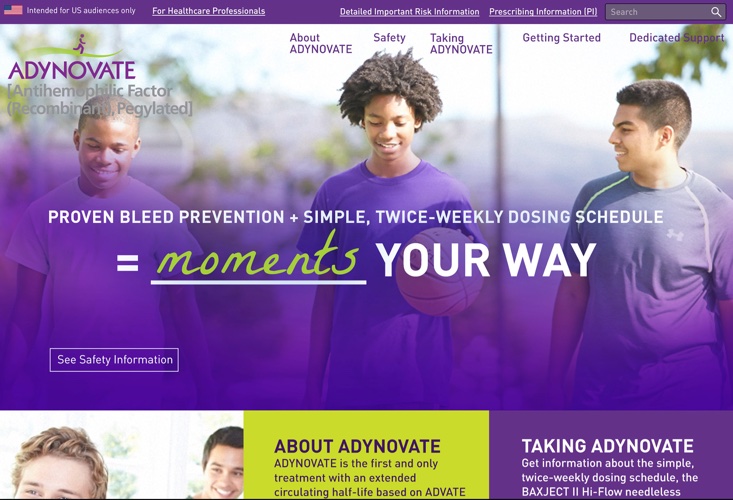 Intended for US audiences only
For Healthcare Professionals
Detailed Important Risk Information
Prescribing Information (PI)
Search
ADYNOVATE
[Antihemophilic Factor
(Recombinant), Pegylated]
About
ADYNOVATE
Safety
Taking
ADYNOVATE
Getting Started
Dedicated Support
PROVEN BLEED PREVENTION + SIMPLE, TWICE-WEEKLY DOSING SCHEDULE
= moments YOUR WAY
See Safety Information
ABOUT ADYNOVATE
ADYNOVATE is the first and only
treatment with an extended
circulating half-life based on ADVATE
TAKING ADYNOVATE
Get information about the simple,
twice-weekly dosing schedule, the
BAXJECT II Hi-Flow needleless